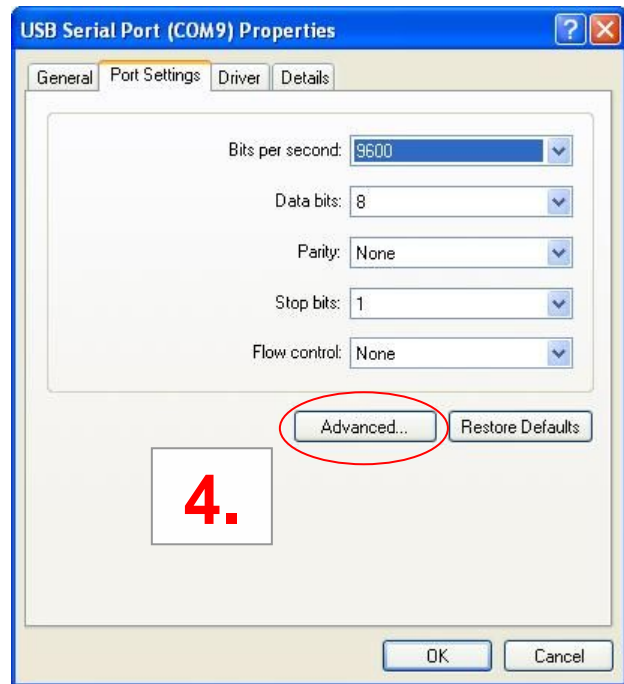 USB Serial Port (COM9) Properties
General Port Settings Driver Details
Bits per second: 9600
Data bits: 8
Parity: None
Stop bits: 1
Flow control: None
Advanced... Restore Defaults
4.
OK Cancel